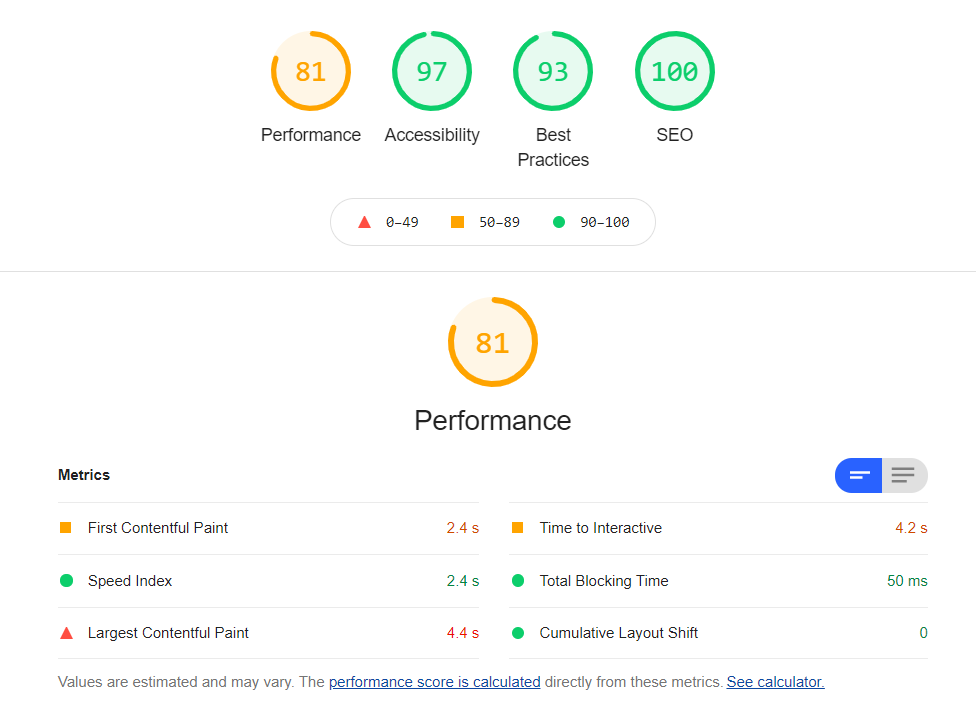 81
97
93
100
Performance
Accessibility
Best
Practices
SEO
0–49
50–89
90–100
81
Performance
Metrics
First Contentful Paint 2.4 s
Time to Interactive 4.2 s
Speed Index 2.4 s
Total Blocking Time 50 ms
Largest Contentful Paint 4.4 s
Cumulative Layout Shift 0
Values are estimated and may vary. The performance score is calculated directly from these metrics. See calculator.